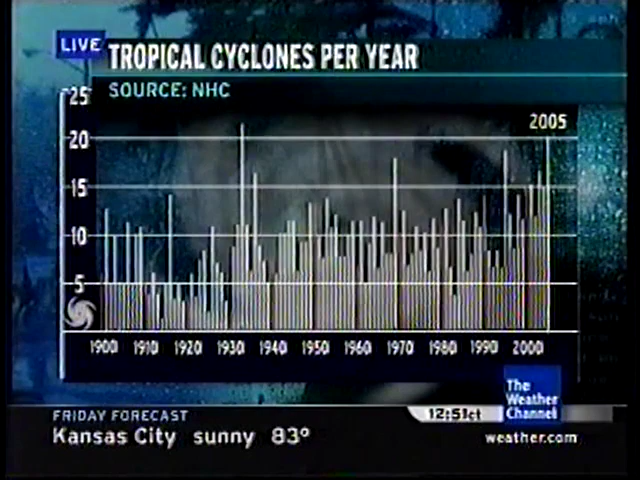 LIVE
TROPICAL CYCLONES PER YEAR
SOURCE: NHC
25
2005
20
15
10
5
1900 1910 1920 1930 1940 1950 1960 1970 1980 1990 2000
The
Weather
Channel
FRIDAY FORECAST
12:51ct
Kansas City sunny 83°
weather.com